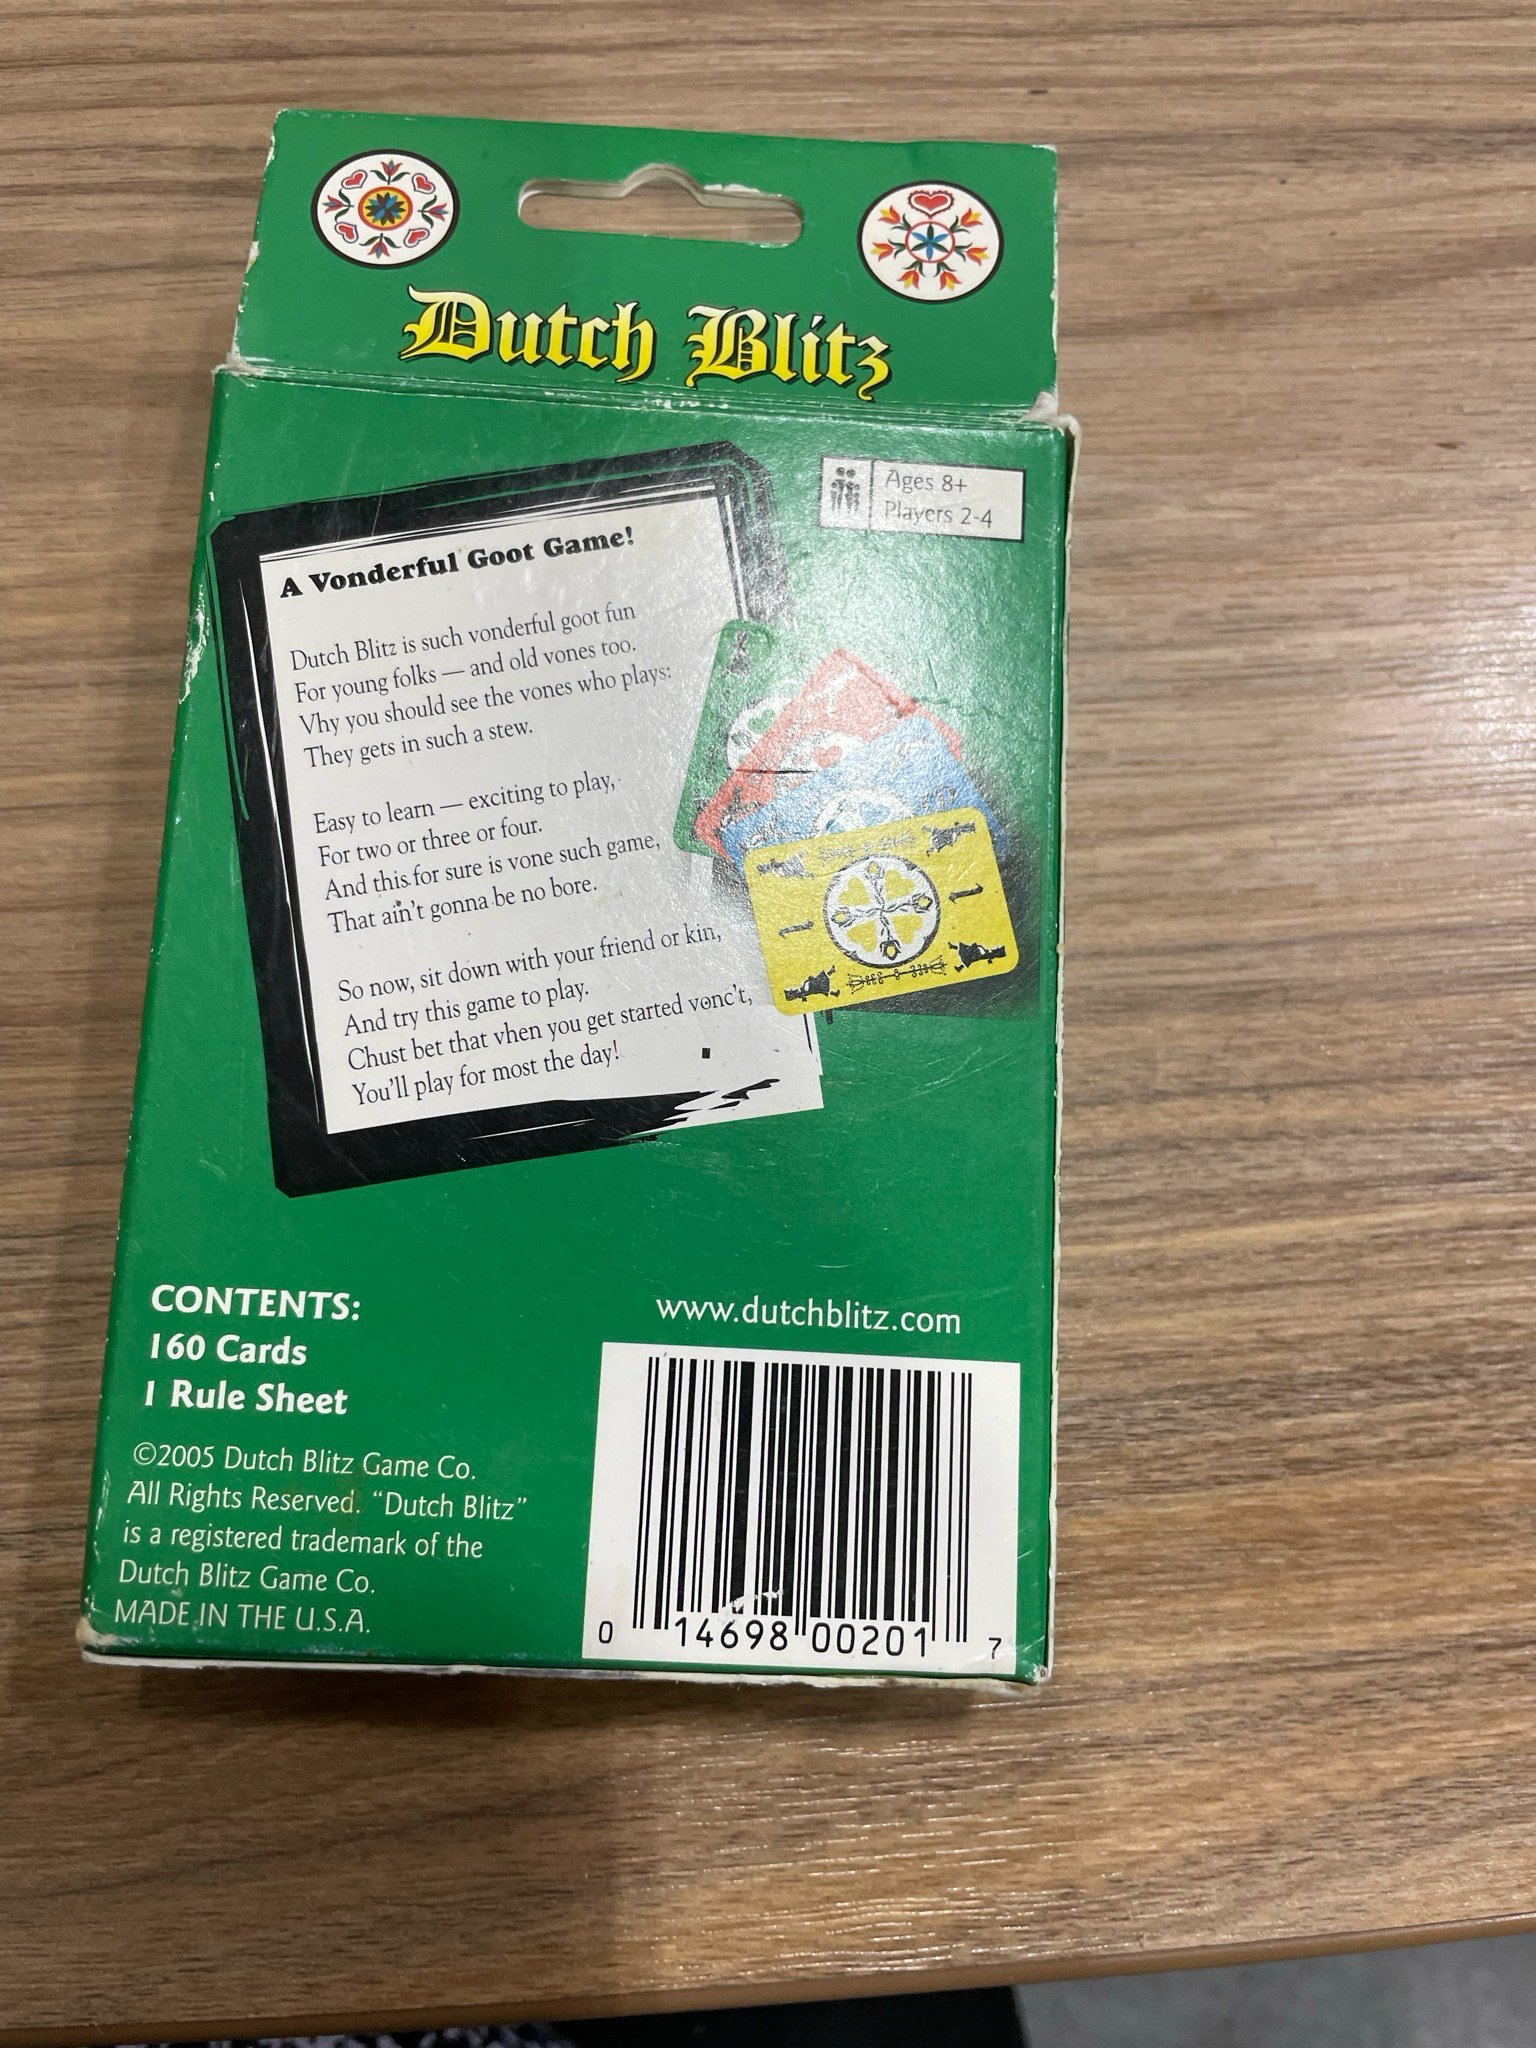 Dutch Blitz
Ages 8+
Players 2-4
A Vonderful Goot Game!
Dutch Blitz is such vonderful goot fun
For young folks — and old vones too.
Vhy you should see the vones who plays:
They gets in such a stew.
Easy to learn — exciting to play,
For two or three or four.
And this for sure is vone such game,
That ain't gonna be no bore.
So now, sit down with your friend or kin,
And try this game to play.
Chust bet that vhen you get started vonc't,
You'll play for most the day!
1
1
CONTENTS:
160 Cards
1 Rule Sheet
©2005 Dutch Blitz Game Co.
All Rights Reserved. “Dutch Blitz”
is a registered trademark of the
Dutch Blitz Game Co.
MADE IN THE U.S.A.
www.dutchblitz.com
0 14698 00201 7